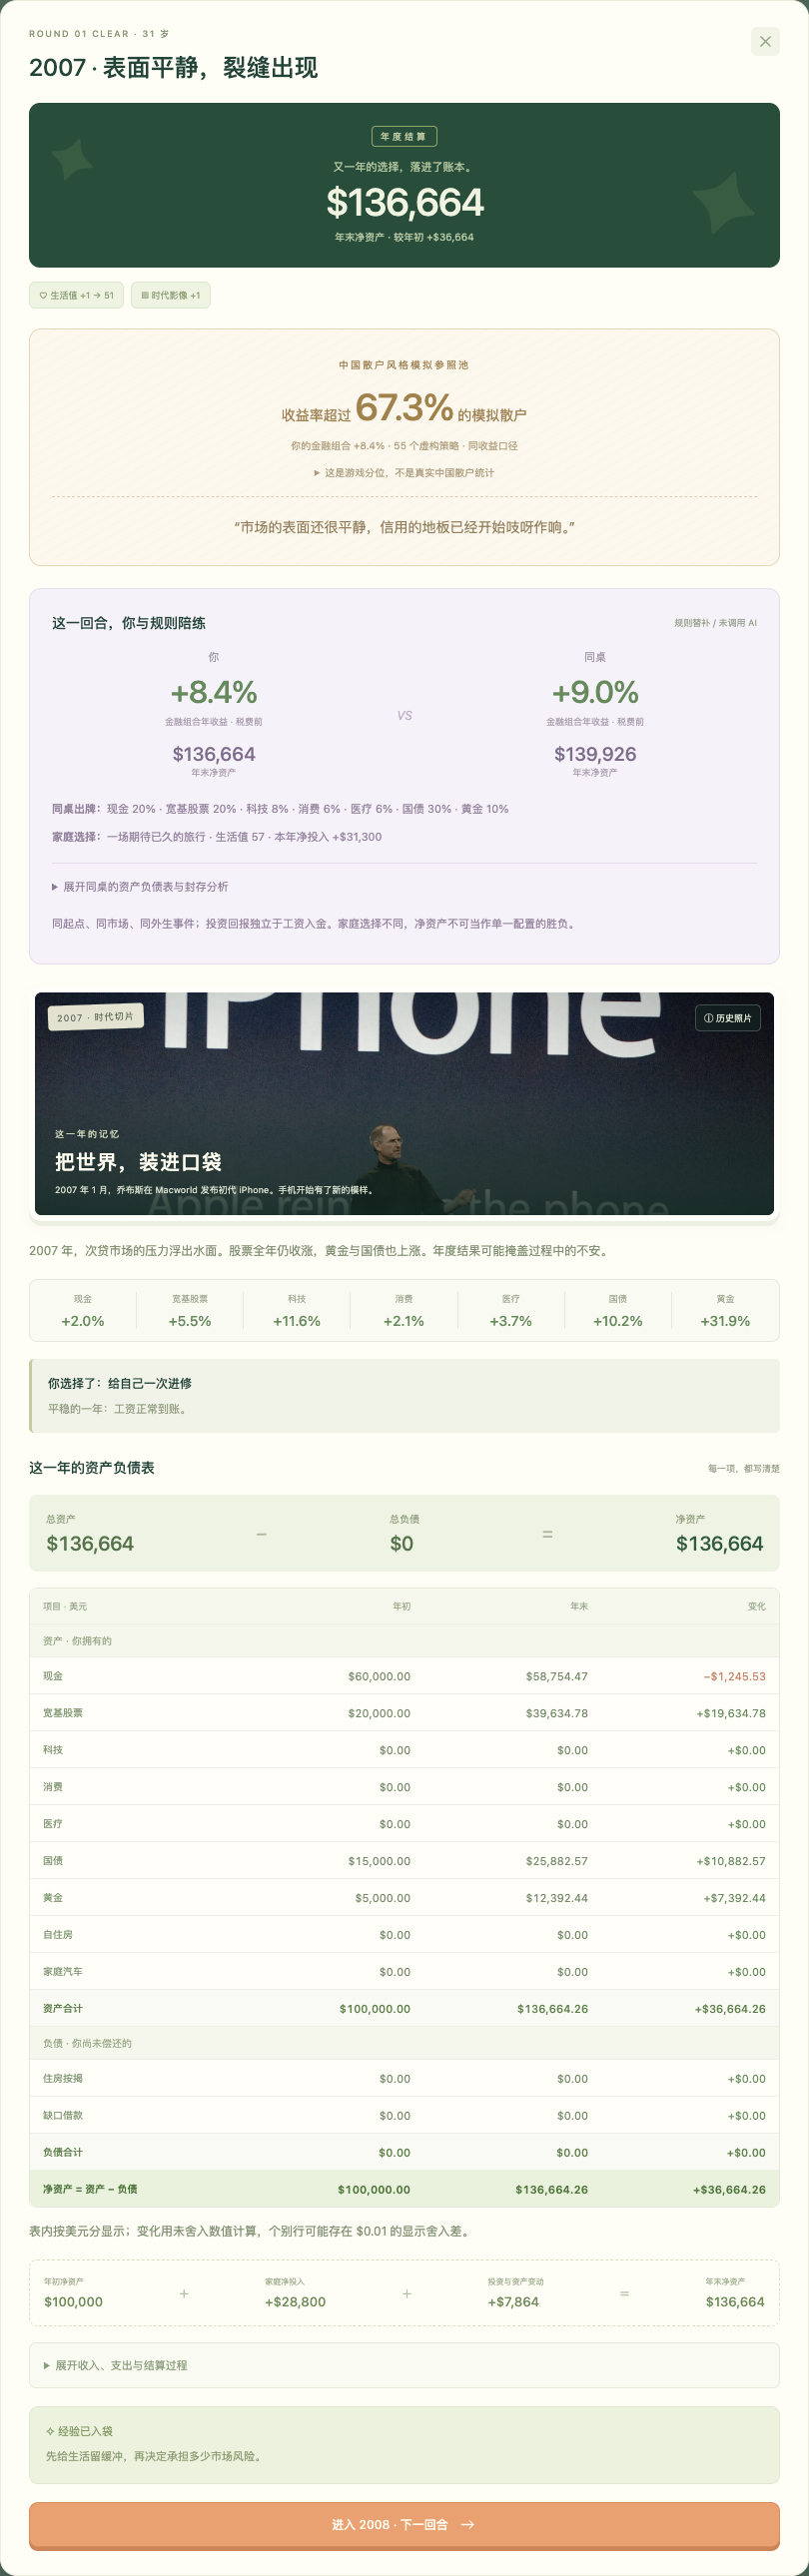 ROUND 01 CLEAR · 31 岁
2007 · 表面平静，裂缝出现
年度结算
又一年的选择，落进了账本。
$136,664
年末净资产 · 较年初 +$36,664
♡ 生活值 +1 → 51
▤ 时代影像 +1
中国散户风格模拟参照池
收益率超过 67.3% 的模拟散户
你的金融组合 +8.4% · 55 个虚构策略 · 同收益口径
▶ 这是游戏分位，不是真实中国散户统计
“市场的表面还很平静，信用的地板已经开始吱呀作响。”
这一回合，你与规则陪练
规则替补 / 未调用 AI
你
同桌
+8.4%
VS
+9.0%
金融组合年收益 · 税费前
金融组合年收益 · 税费前
$136,664
$139,926
年末净资产
年末净资产
同桌出牌：现金 20% · 宽基股票 20% · 科技 8% · 消费 6% · 医疗 6% · 国债 30% · 黄金 10%
家庭选择：一场期待已久的旅行 · 生活值 57 · 本年净投入 +$31,300
▶ 展开同桌的资产负债表与封存分析
同起点、同市场、同外生事件；投资回报独立于工资入金。家庭选择不同，净资产不可当作单一配置的胜负。
iPhone
2007 · 时代切片
ⓘ 历史照片
这一年的记忆
把世界，装进口袋
2007 年 1 月，乔布斯在 Macworld 发布初代 iPhone。手机开始有了新的模样。
Apple rein
the phone
2007 年，次贷市场的压力浮出水面。股票全年仍收涨，黄金与国债也上涨。年度结果可能掩盖过程中的不安。
现金 宽基股票 科技 消费 医疗 国债 黄金
+2.0% +5.5% +11.6% +2.1% +3.7% +10.2% +31.9%
你选择了：给自己一次进修
平稳的一年：工资正常到账。
这一年的资产负债表
每一项，都写清楚
总资产 总负债 净资产
$136,664 − $0 = $136,664
项目 · 美元 年初 年末 变化
资产 · 你拥有的
现金 $60,000.00 $58,754.47 −$1,245.53
宽基股票 $20,000.00 $39,634.78 +$19,634.78
科技 $0.00 $0.00 +$0.00
消费 $0.00 $0.00 +$0.00
医疗 $0.00 $0.00 +$0.00
国债 $15,000.00 $25,882.57 +$10,882.57
黄金 $5,000.00 $12,392.44 +$7,392.44
自住房 $0.00 $0.00 +$0.00
家庭汽车 $0.00 $0.00 +$0.00
资产合计 $100,000.00 $136,664.26 +$36,664.26
负债 · 你尚未偿还的
住房按揭 $0.00 $0.00 +$0.00
缺口借款 $0.00 $0.00 +$0.00
负债合计 $0.00 $0.00 +$0.00
净资产 = 资产 − 负债 $100,000.00 $136,664.26 +$36,664.26
表内按美元分显示；变化用未舍入数值计算，个别行可能存在 $0.01 的显示舍入差。
年初净资产 家庭净投入 投资与资产变动 年末净资产
$100,000 + +$28,800 + +$7,864 = $136,664
▶ 展开收入、支出与结算过程
✧ 经验已入袋
先给生活留缓冲，再决定承担多少市场风险。
进入 2008 · 下一回合 →